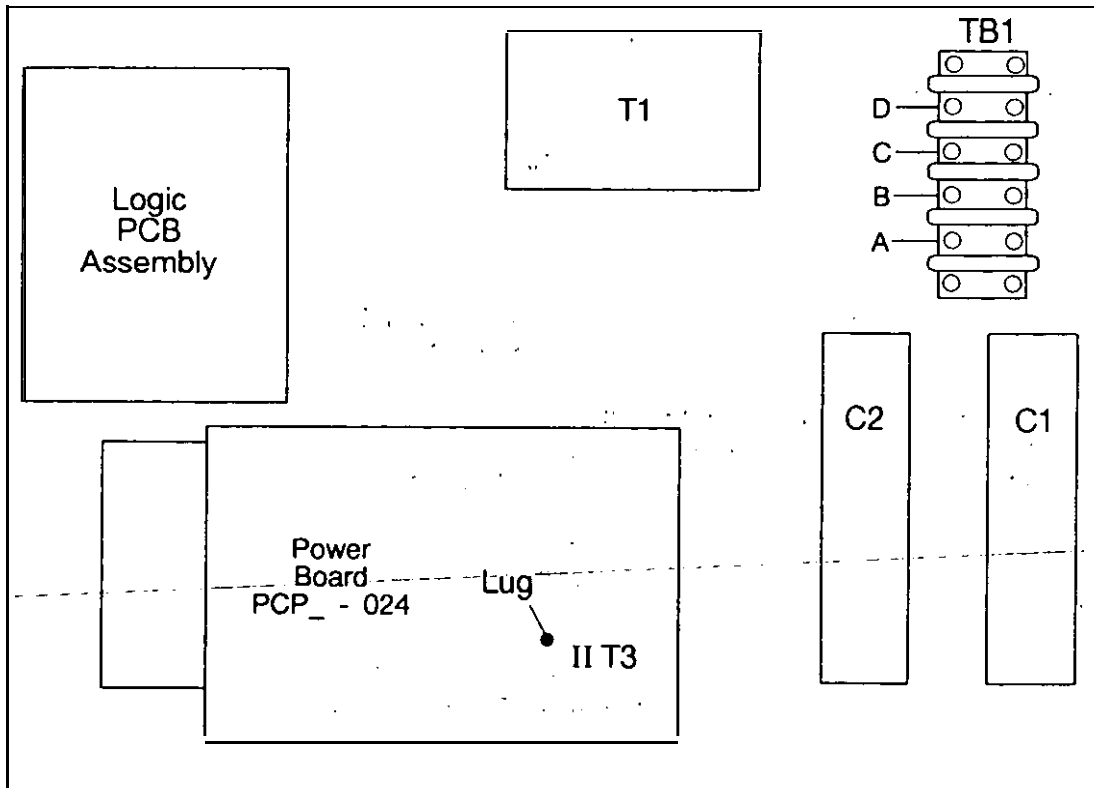 TB1
T1
D
C
B
A
Logic
PCB
Assembly
C2
C1
Power
Board
PCP_ - 024
Lug
II T3